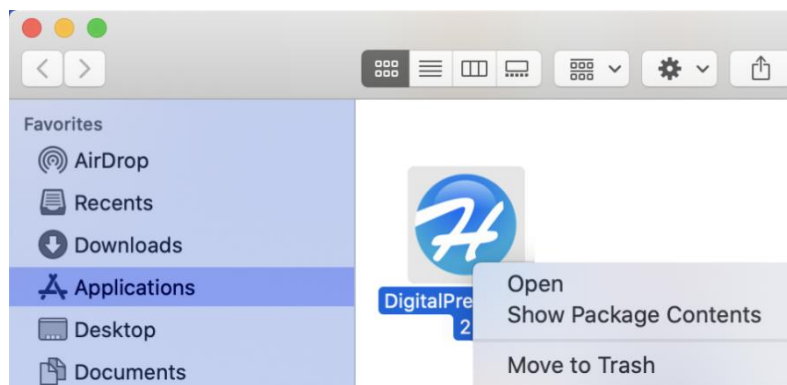 Favorites
AirDrop
Recents
Downloads
Applications
Desktop
Documents
H
DigitalPre
2
Open
Show Package Contents
Move to Trash